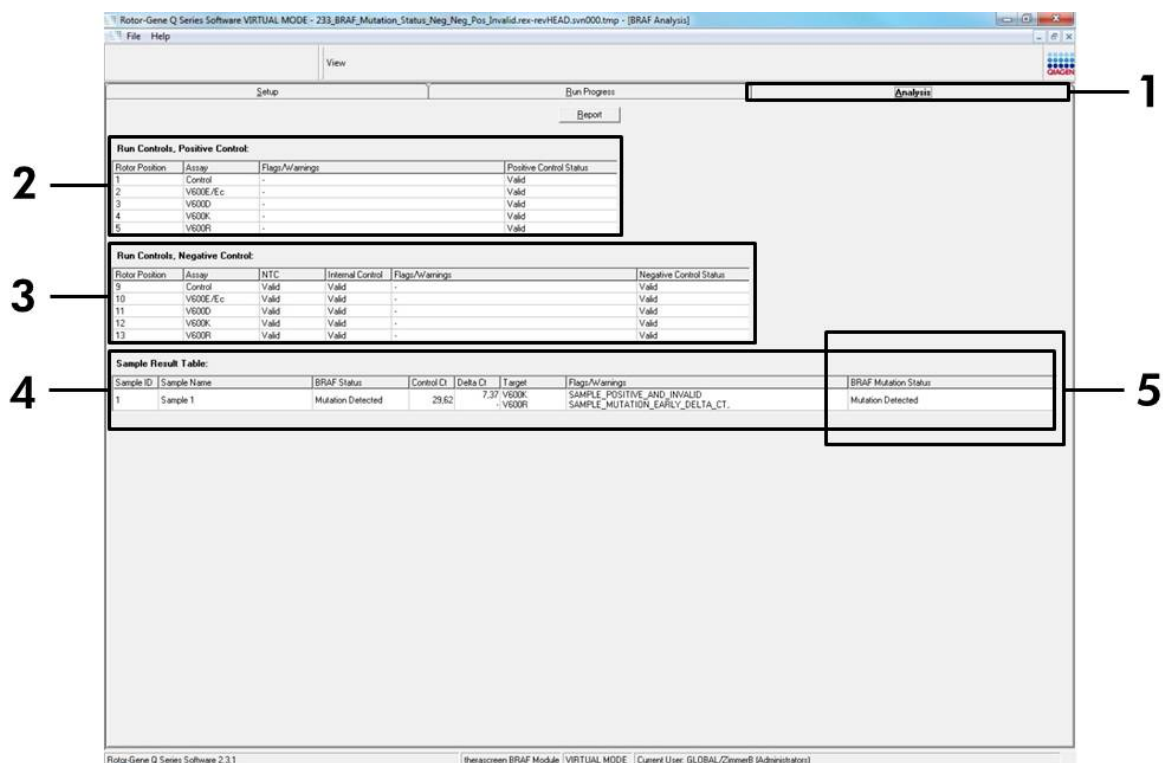 Rotor-Gene Q Series Software VIRTUAL MODE - 233_BRAF_Mutation_Status_Neg_Neg_Pos_Invalid.rex-revHEAD.svn000.tmp - [BRAF Analysis]
File Help
View
QIAGEN
Setup Run Progress Analysis
1
Report
2
Run Controls, Positive Control:
Rotor Position Assay Flags/Warnings Positive Control Status
1 Control - Valid
2 V600E/Ec - Valid
3 V600D - Valid
4 V600K - Valid
5 V600R - Valid
3
Run Controls, Negative Control:
Rotor Position Assay NTC Internal Control Flags/Warnings Negative Control Status
9 Control Valid Valid - Valid
10 V600E/Ec Valid Valid - Valid
11 V600D Valid Valid - Valid
12 V600K Valid Valid - Valid
13 V600R Valid Valid - Valid
4
5
Sample Result Table:
Sample ID Sample Name BRAF Status Control Ct Delta Ct Target Flags/Warnings BRAF Mutation Status
1 Sample 1 Mutation Detected 29,62 7,37 V600K SAMPLE_POSITIVE_AND_INVALID Mutation Detected
- V600R SAMPLE_MUTATION_EARLY_DELTA_CT,
Rotor-Gene Q Series Software 2.3.1 therascreen BRAF Module VIRTUAL MODE Current User: GLOBAL/ZimmerB (Administrators)